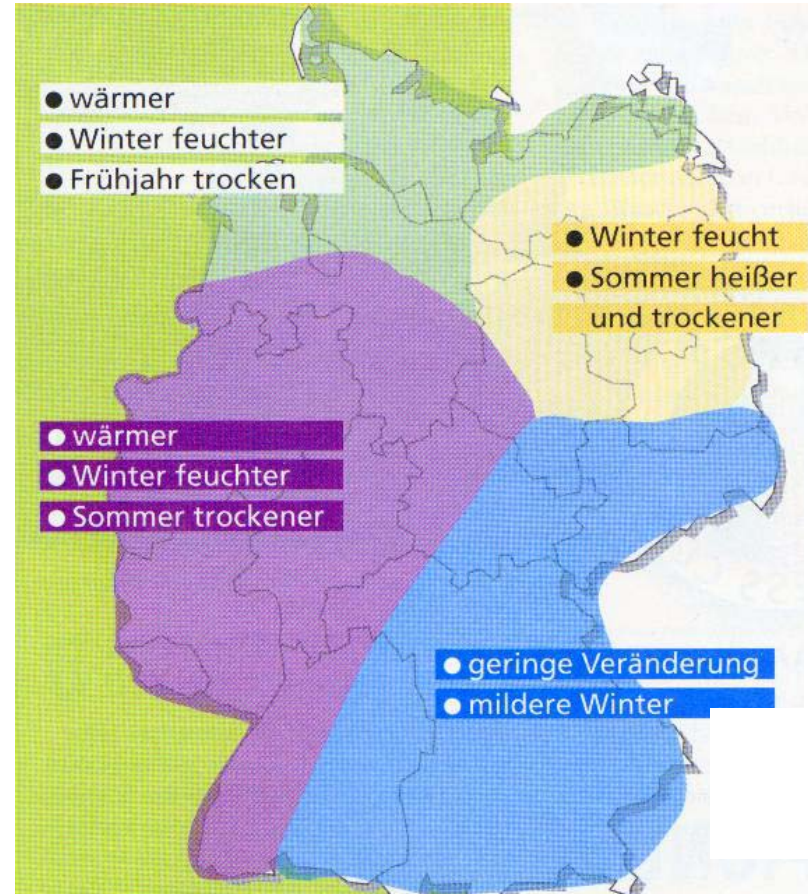 ● wärmer
● Winter feuchter
● Frühjahr trocken
● Winter feucht
● Sommer heißer
und trockener
● wärmer
● Winter feuchter
● Sommer trockener
● geringe Veränderung
● mildere Winter